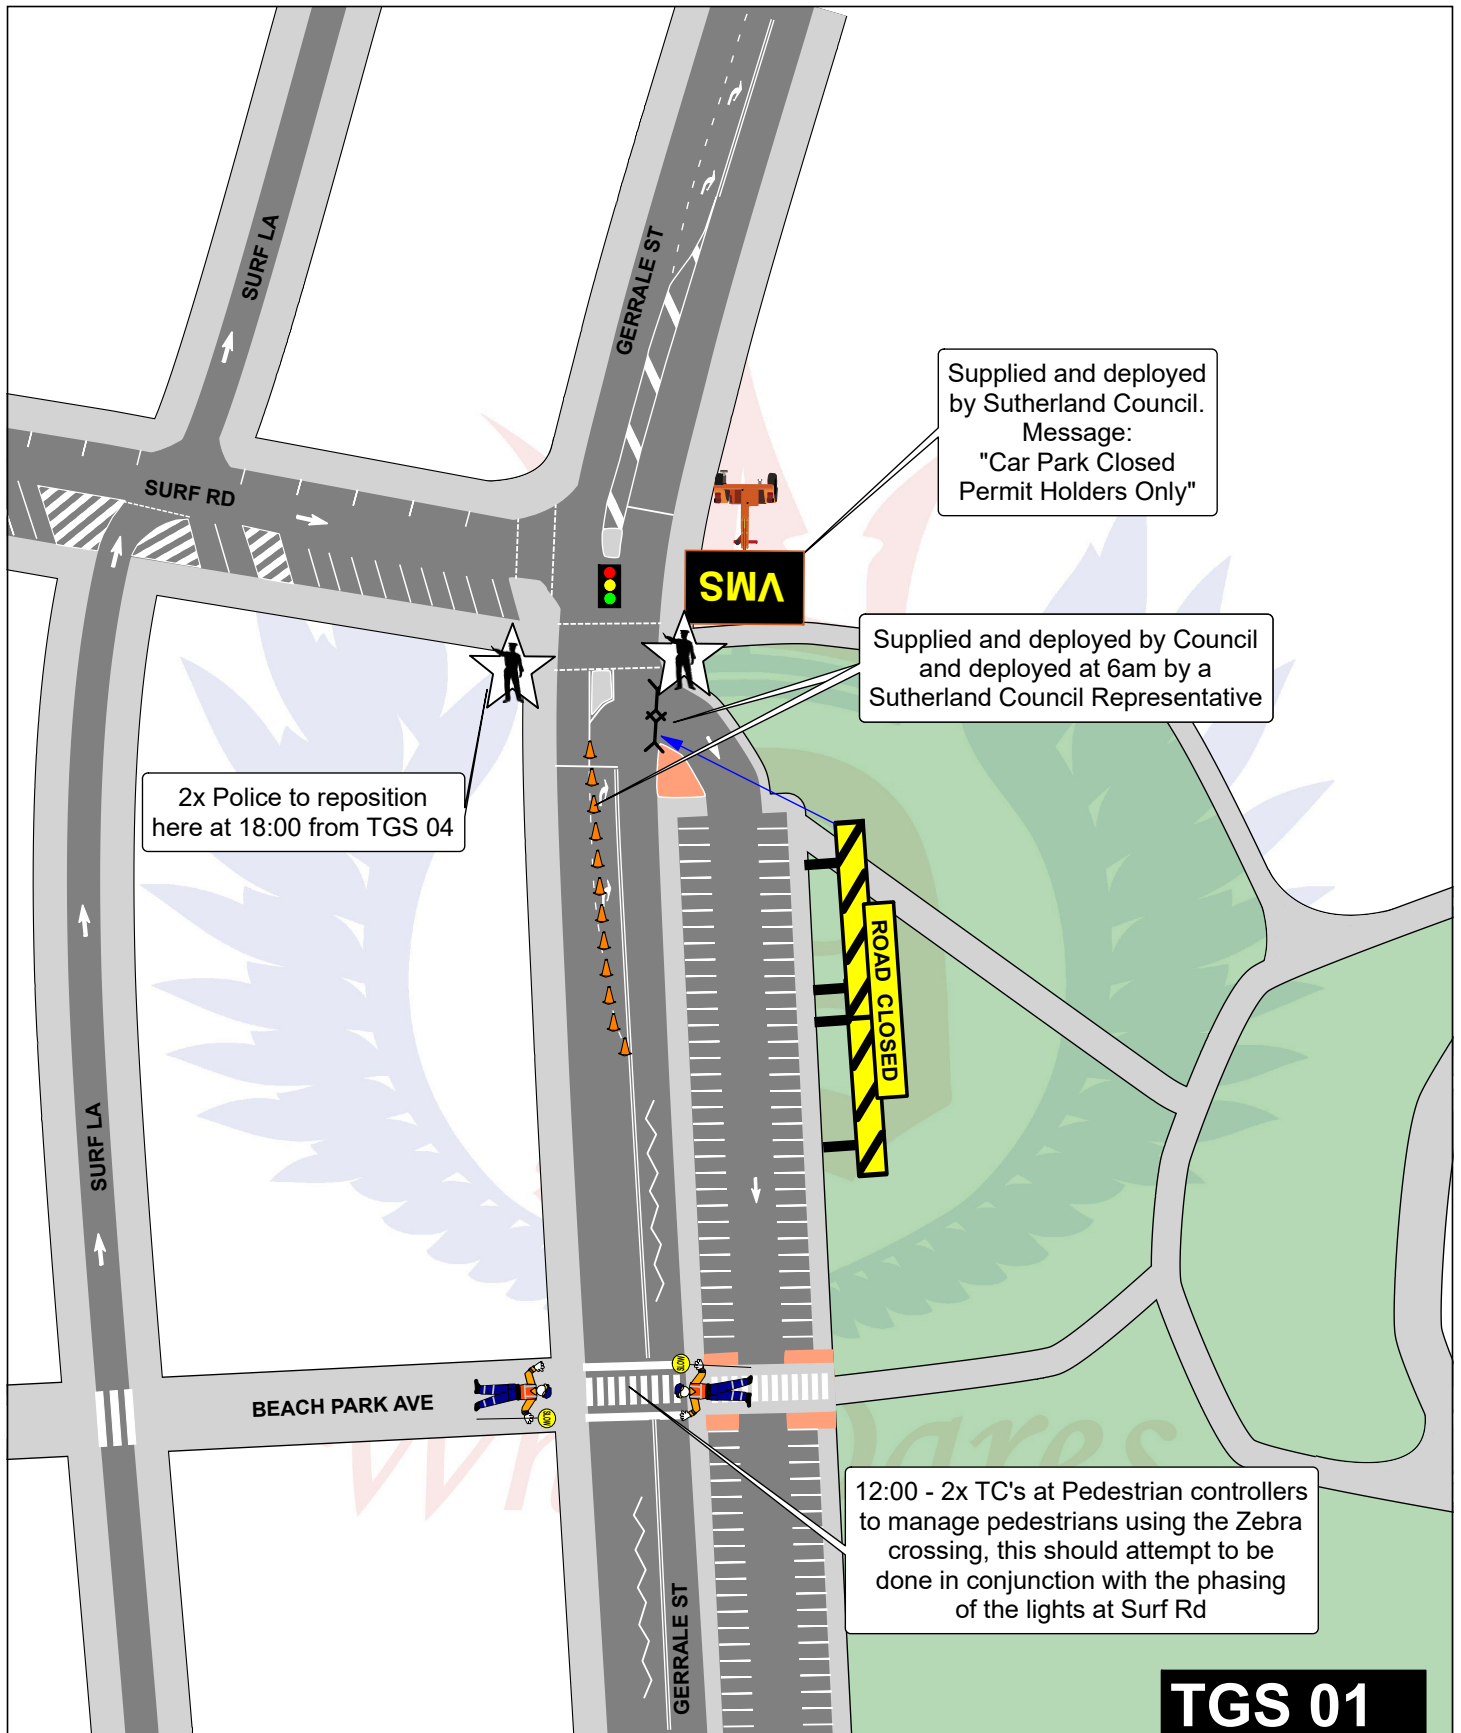 SURF LA
GERRALE ST
Supplied and deployed
by Sutherland Council.
Message:
"Car Park Closed
Permit Holders Only"
SURF RD
VMS
Supplied and deployed by Council
and deployed at 6am by a
Sutherland Council Representative
2x Police to reposition
here at 18:00 from TGS 04
ROAD CLOSED
SURF LA
SLOW
BEACH PARK AVE
SLOW
12:00 - 2x TC's at Pedestrian controllers
to manage pedestrians using the Zebra
crossing, this should attempt to be
done in conjunction with the phasing
of the lights at Surf Rd
GERRALE ST
TGS 01